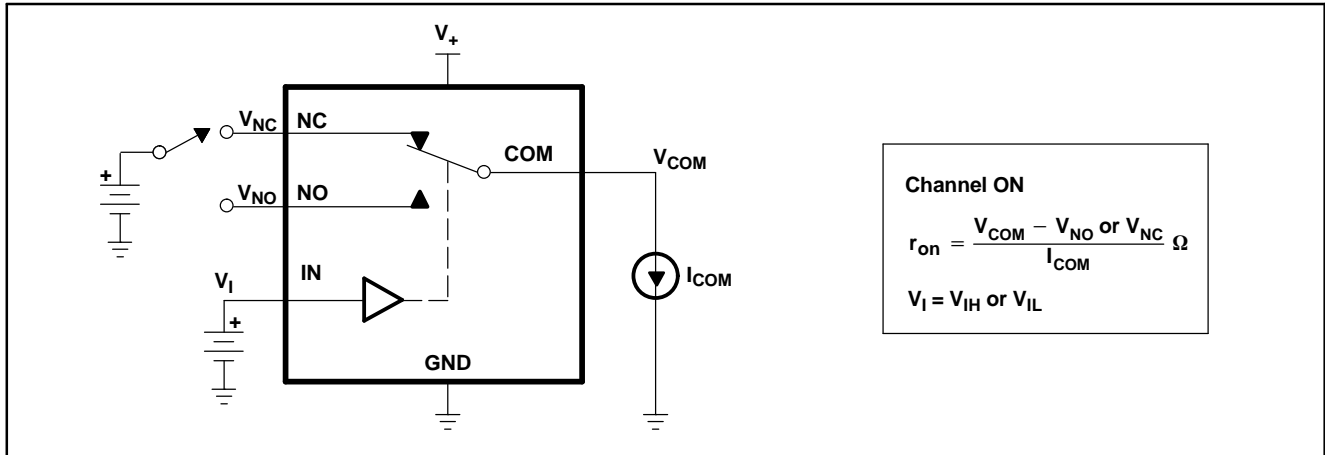 V+
VNC NC
COM
VCOM
+
VNO NO
VI
IN
ICOM
+
GND
Channel ON
ron = VCOM − VNO or VNC / ICOM Ω
VI = VIH or VIL